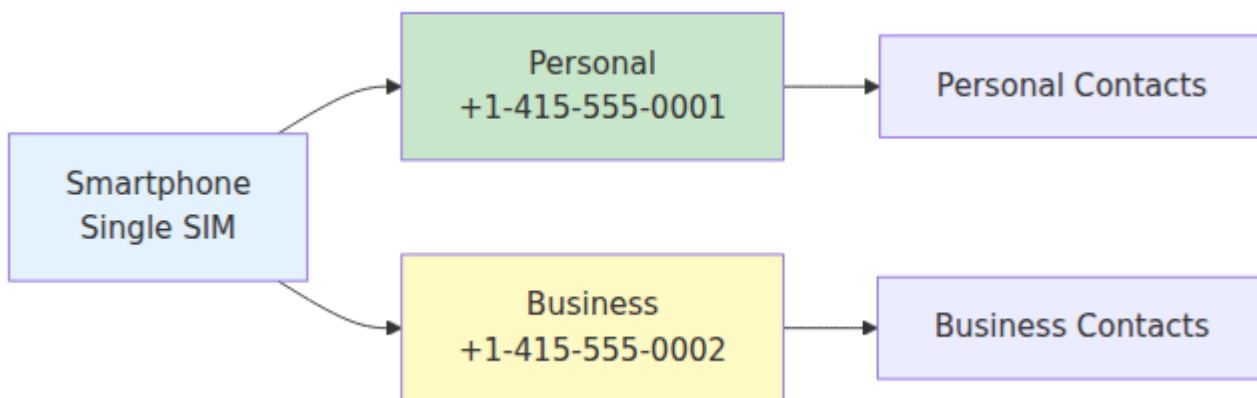 Smartphone
Single SIM
Personal
+1-415-555-0001
Personal Contacts
Business
+1-415-555-0002
Business Contacts